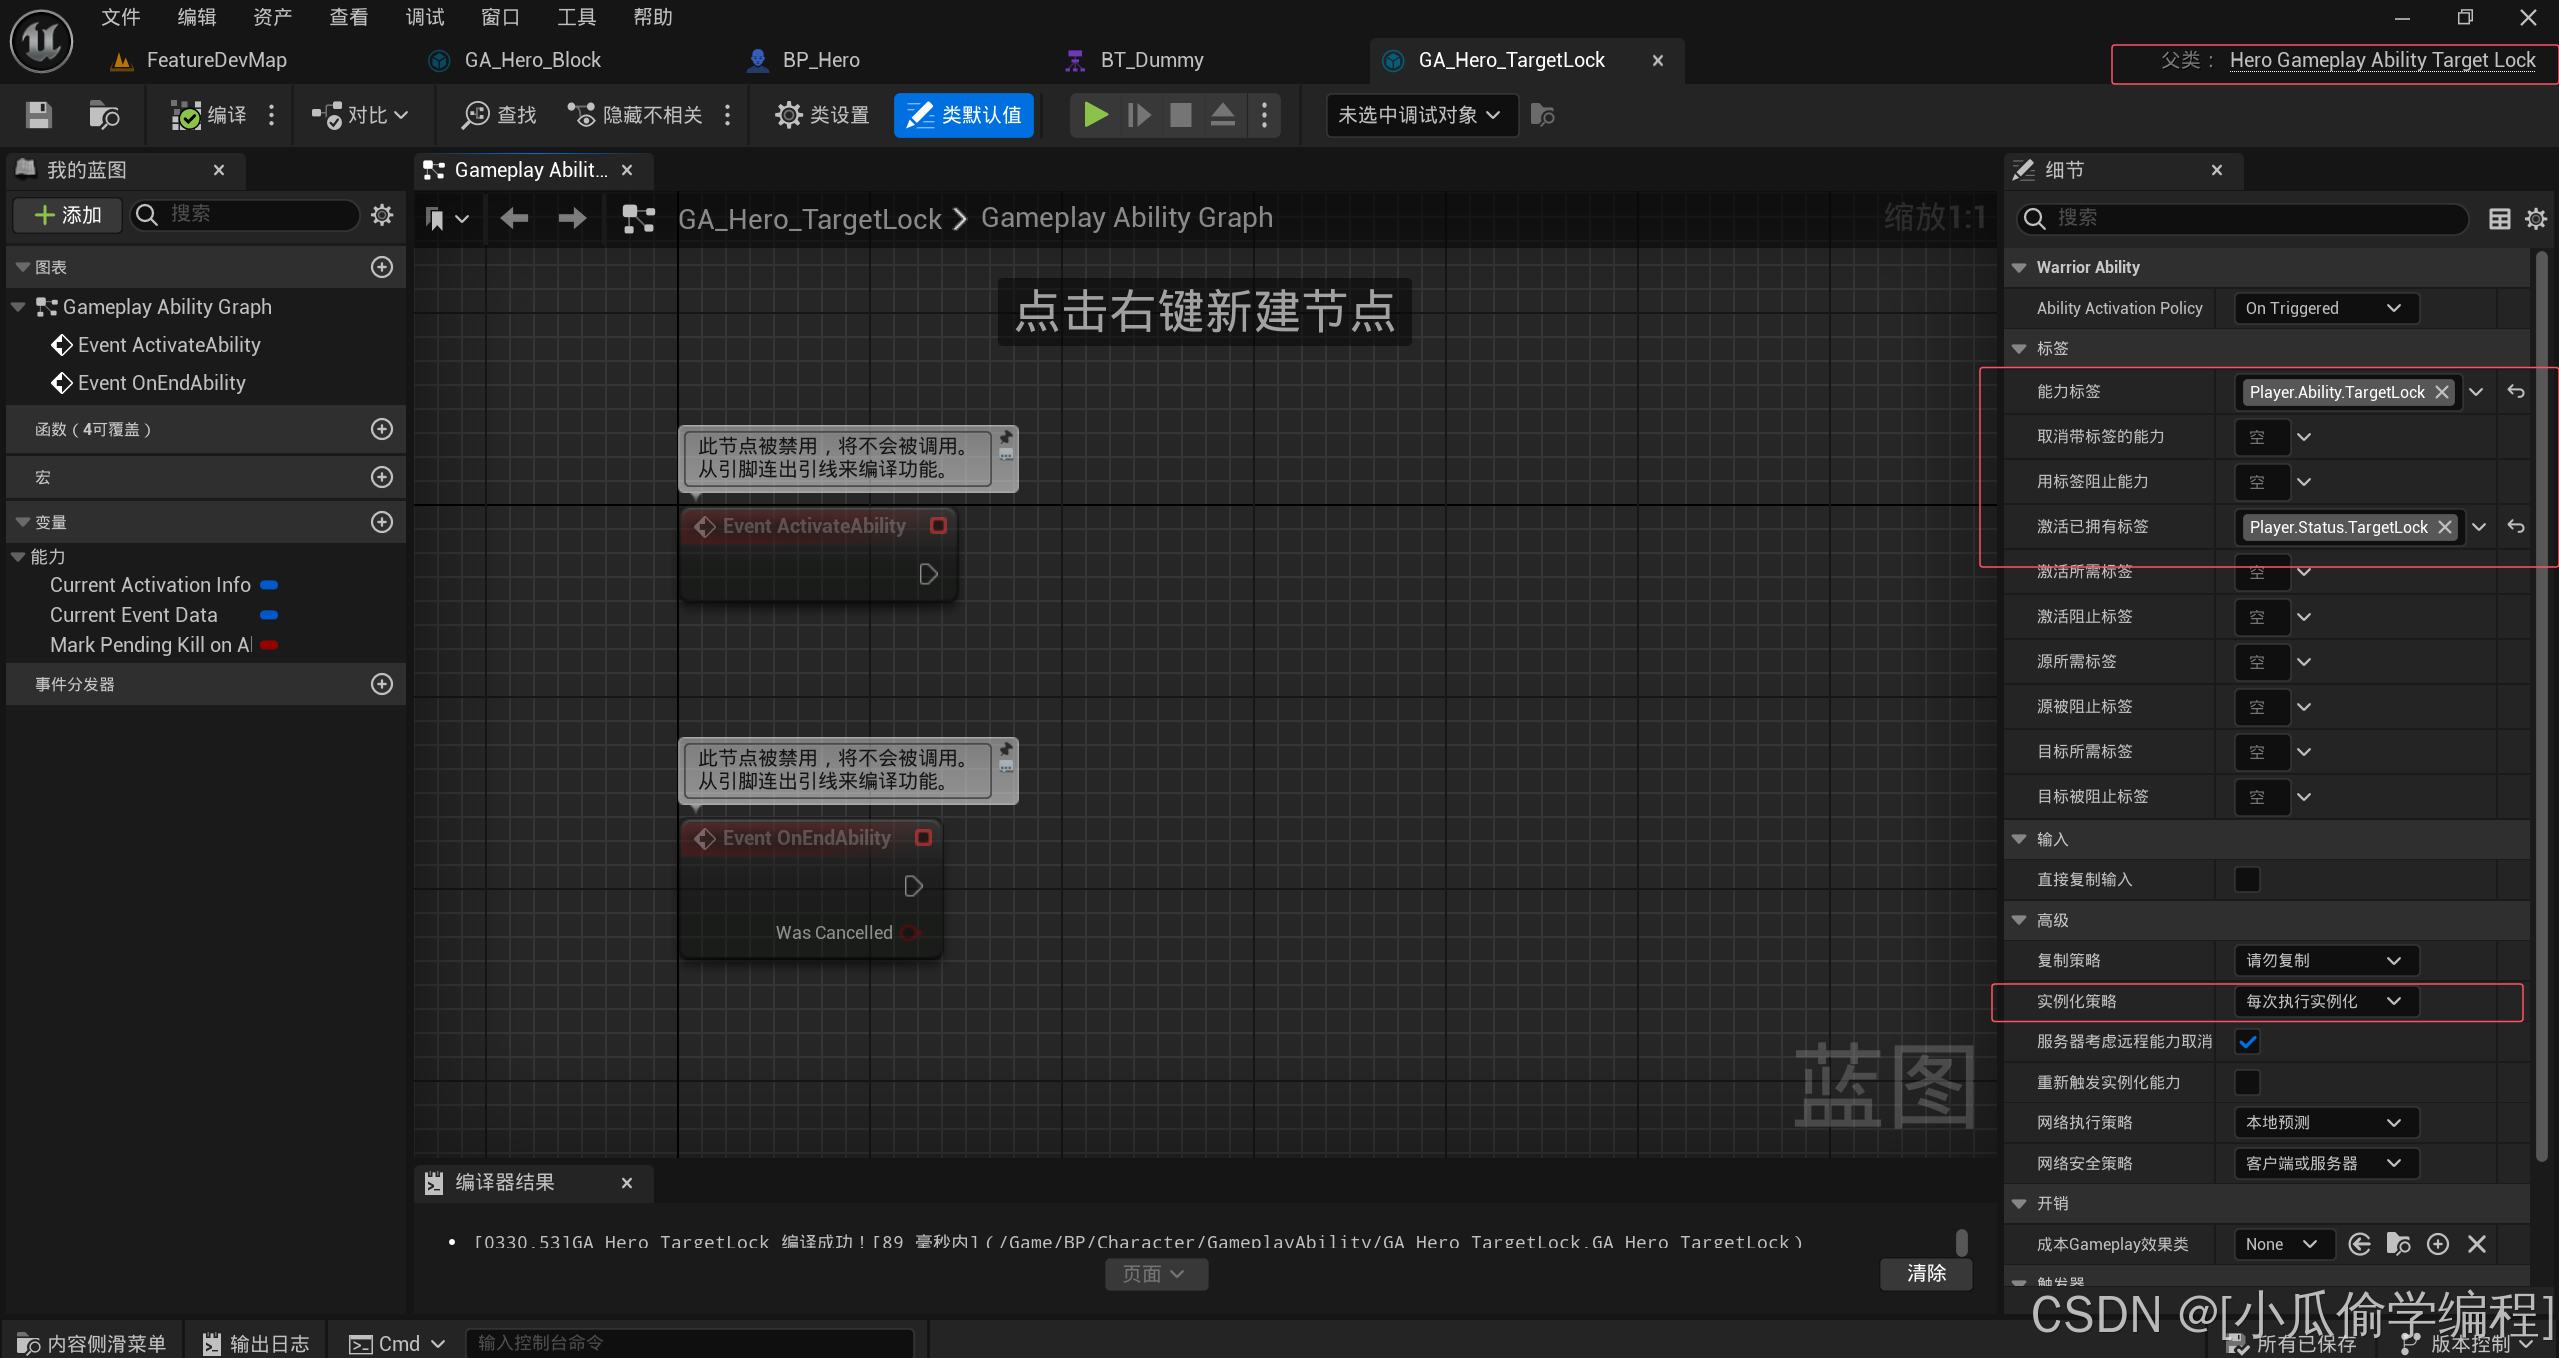 文件 编辑 资产 查看 调试 窗口 工具 帮助
FeatureDevMap GA_Hero_Block BP_Hero BT_Dummy GA_Hero_TargetLock
父类： Hero Gameplay Ability Target Lock
编译 对比 查找 隐藏不相关 类设置 类默认值 未选中调试对象
我的蓝图
添加 搜索
图表
Gameplay Ability Graph
Event ActivateAbility
Event OnEndAbility
函数（4可覆盖）
宏
变量
能力
Current Activation Info
Current Event Data
Mark Pending Kill on A
事件分发器
Gameplay Abilit...
GA_Hero_TargetLock > Gameplay Ability Graph 缩放1:1
点击右键新建节点
此节点被禁用，将不会被调用。
从引脚连出引线来编译功能。
Event ActivateAbility
此节点被禁用，将不会被调用。
从引脚连出引线来编译功能。
Event OnEndAbility
Was Cancelled
蓝图
编译器结果
[0330.53]GA_Hero_TargetLock 编译成功！[89 毫秒内](/Game/BP/Character/GameplayAbility/GA_Hero_TargetLock.GA_Hero_TargetLock)
页面 清除
细节
搜索
Warrior Ability
Ability Activation Policy On Triggered
标签
能力标签 Player.Ability.TargetLock
取消带标签的能力 空
用标签阻止能力 空
激活已拥有标签 Player.Status.TargetLock
激活所需标签 空
激活阻止标签 空
源所需标签 空
源被阻止标签 空
目标所需标签 空
目标被阻止标签 空
输入
直接复制输入
高级
复制策略 请勿复制
实例化策略 每次执行实例化
服务器考虑远程能力取消
重新触发实例化能力
网络执行策略 本地预测
网络安全策略 客户端或服务器
开销
成本Gameplay效果类 None
触发器
CSDN @[小瓜偷学编程]
内容侧滑菜单 输出日志 Cmd 输入控制台命令 所有已保存 版本控制